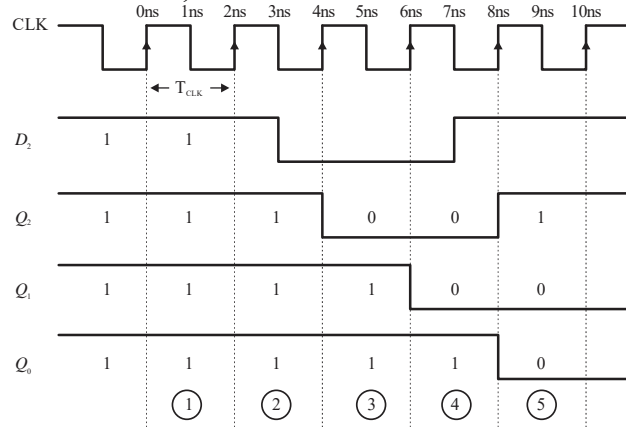 0ns 1ns 2ns 3ns 4ns 5ns 6ns 7ns 8ns 9ns 10ns
CLK
T_CLK
D_2 1 1
Q_2 1 1 1 0 0 1
Q_1 1 1 1 1 0 0
Q_0 1 1 1 1 1 0
1 2 3 4 5